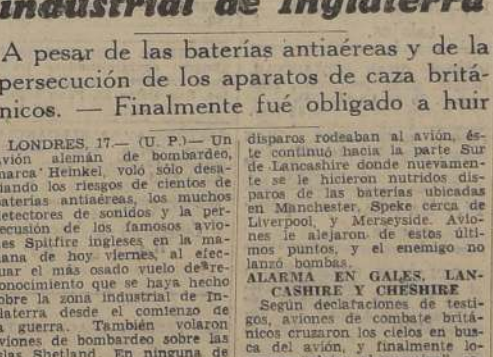 industrial de Inglaterra
A pesar de las baterías antiaéreas y de la
persecución de los aparatos de caza britá-
nicos. — Finalmente fué obligado a huir
LONDRES, 17.— (U. P.)— Un
avión alemán de bombardeo,
marca Heinkel, voló sólo desa-
fiando los riesgos de cientos de
baterías antiaéreas, los muchos
detectores de sonidos y la per-
secusión de los famosos avio-
nes Spitfire ingleses en la ma-
ñana de hoy viernes, al efec-
tuar el más osado vuelo de re-
conocimiento que se haya hecho
sobre la zona industrial de In-
glaterra desde el comienzo de
la guerra. También volaron
aviones de bombardeo sobre las
islas Shetland. En ninguna de
disparos rodeaban al avión, és-
te continuó hacia la parte Sur
de Lancashire donde nuevamen-
te se le hicieron nutridos dis-
paros de las baterías ubicadas
en Manchester, Speke cerca de
Liverpool, y Merseyside. Avio-
nes le alejaron de estos últi-
mos puntos, y el enemigo no
lanzó bombas.
ALARMA EN GALES, LAN-
CASHIRE Y CHESHIRE
Según declaraciones de testi-
gos, aviones de combate britá-
nicos cruzaron los cielos en bus-
ca del avión, y finalmente lo-